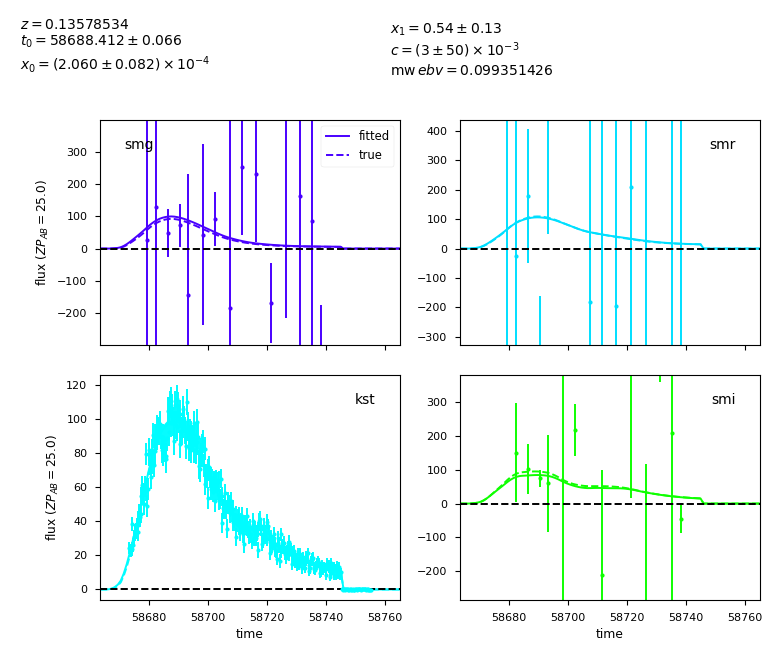 z = 0.13578534
t₀ = 58688.412 ± 0.066
x₀ = (2.060 ± 0.082) × 10⁻⁴
x₁ = 0.54 ± 0.13
c = (3 ± 50) × 10⁻³
mw ebv = 0.099351426
smg
fitted
true
300
200
100
0
−100
−200
flux (ZP_AB = 25.0)
smr
400
300
200
100
0
−100
−200
−300
kst
120
100
80
60
40
20
0
flux (ZP_AB = 25.0)
58680 58700 58720 58740 58760
time
smi
300
200
100
0
−100
−200
58680 58700 58720 58740 58760
time